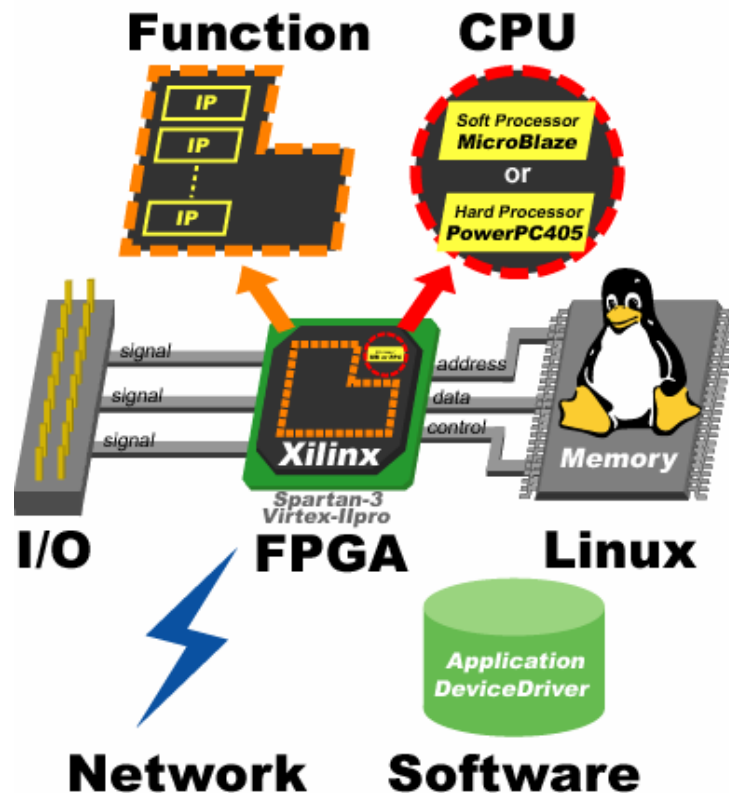 Function
CPU
IP
IP
IP
Soft Processor
MicroBlaze
or
Hard Processor
PowerPC405
signal
signal
signal
address
data
control
Xilinx
Memory
Spartan-3
Virtex-IIpro
I/O
FPGA
Linux
Application
DeviceDriver
Network
Software